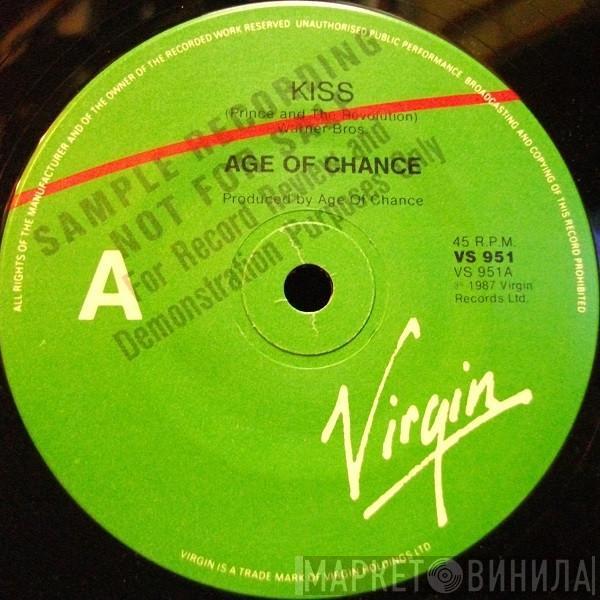 ALL RIGHTS OF THE MANUFACTURER AND OF THE OWNER OF THE RECORDED WORK RESERVED UNAUTHORISED PUBLIC PERFORMANCE BROADCASTING AND COPYING OF THIS RECORD PROHIBITED
KISS
(Prince and The Revolution)
Warner Bros.
AGE OF CHANCE
Produced by Age Of Chance
SAMPLE RECORDING
NOT FOR SALE
For Record Review and
Demonstration Purposes Only
A
45 R.P.M.
VS 951
VS 951A
℗ 1987 Virgin
Records Ltd.
Virgin
VIRGIN IS A TRADE MARK OF VIRGIN HOLDINGS LTD
МАРКЕТ ВИНИЛА